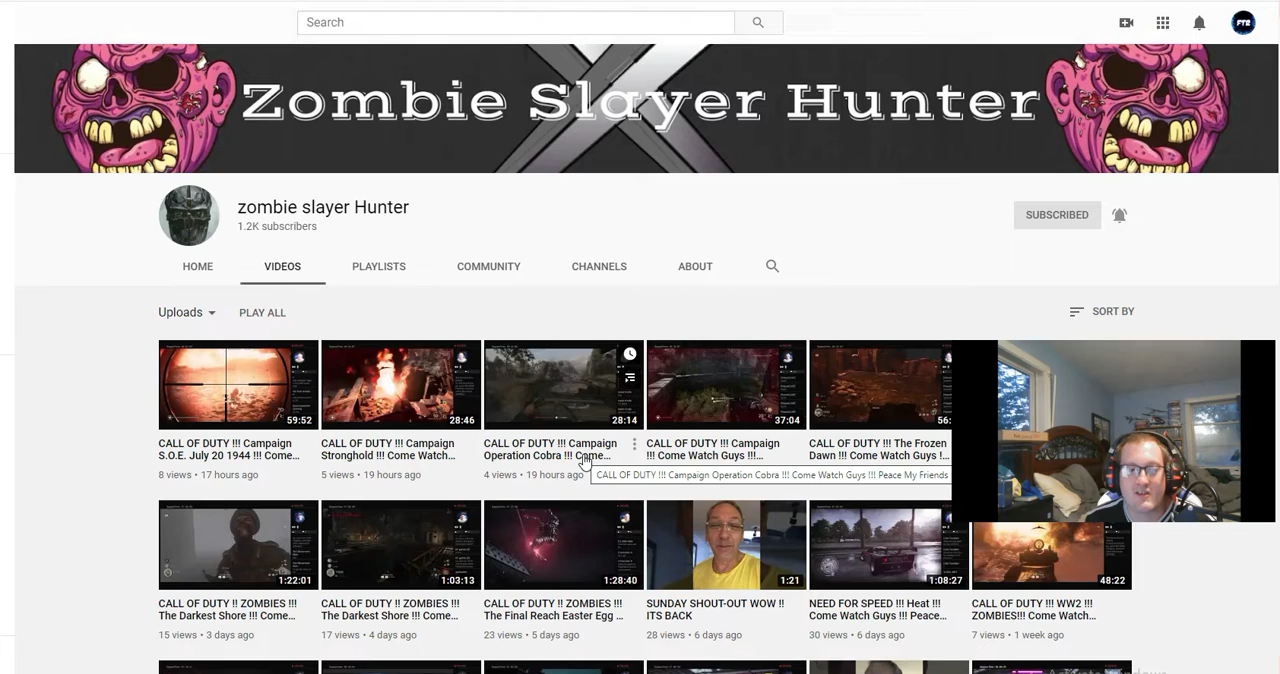 Search
FTR
Zombie Slayer Hunter
zombie slayer Hunter
1.2K subscribers
SUBSCRIBED
HOME VIDEOS PLAYLISTS COMMUNITY CHANNELS ABOUT
Uploads PLAY ALL SORT BY
59:52 28:46 28:14 37:04 56:
CALL OF DUTY !!! Campaign CALL OF DUTY !!! Campaign CALL OF DUTY !!! Campaign CALL OF DUTY !!! Campaign CALL OF DUTY !!! The Frozen
S.O.E. July 20 1944 !!! Come... Stronghold !!! Come Watch... Operation Cobra !!! Come... !!! Come Watch Guys !!!... Dawn !!! Come Watch Guys !...
8 views • 17 hours ago 5 views • 19 hours ago 4 views • 19 hours ago CALL OF DUTY !!! Campaign Operation Cobra !!! Come Watch Guys !!! Peace My Friends
1:22:01 1:03:13 1:28:40 1:21 1:08:27 48:22
CALL OF DUTY !! ZOMBIES !!! CALL OF DUTY !! ZOMBIES !!! CALL OF DUTY !! ZOMBIES !!! SUNDAY SHOUT-OUT WOW !! NEED FOR SPEED !!! Heat !!! CALL OF DUTY !!! WW2 !!!
The Darkest Shore !!! Come... The Darkest Shore !!! Come... The Final Reach Easter Egg ... ITS BACK Come Watch Guys !!! Peace... ZOMBIES!!! Come Watch...
15 views • 3 days ago 17 views • 4 days ago 23 views • 5 days ago 28 views • 6 days ago 30 views • 6 days ago 7 views • 1 week ago